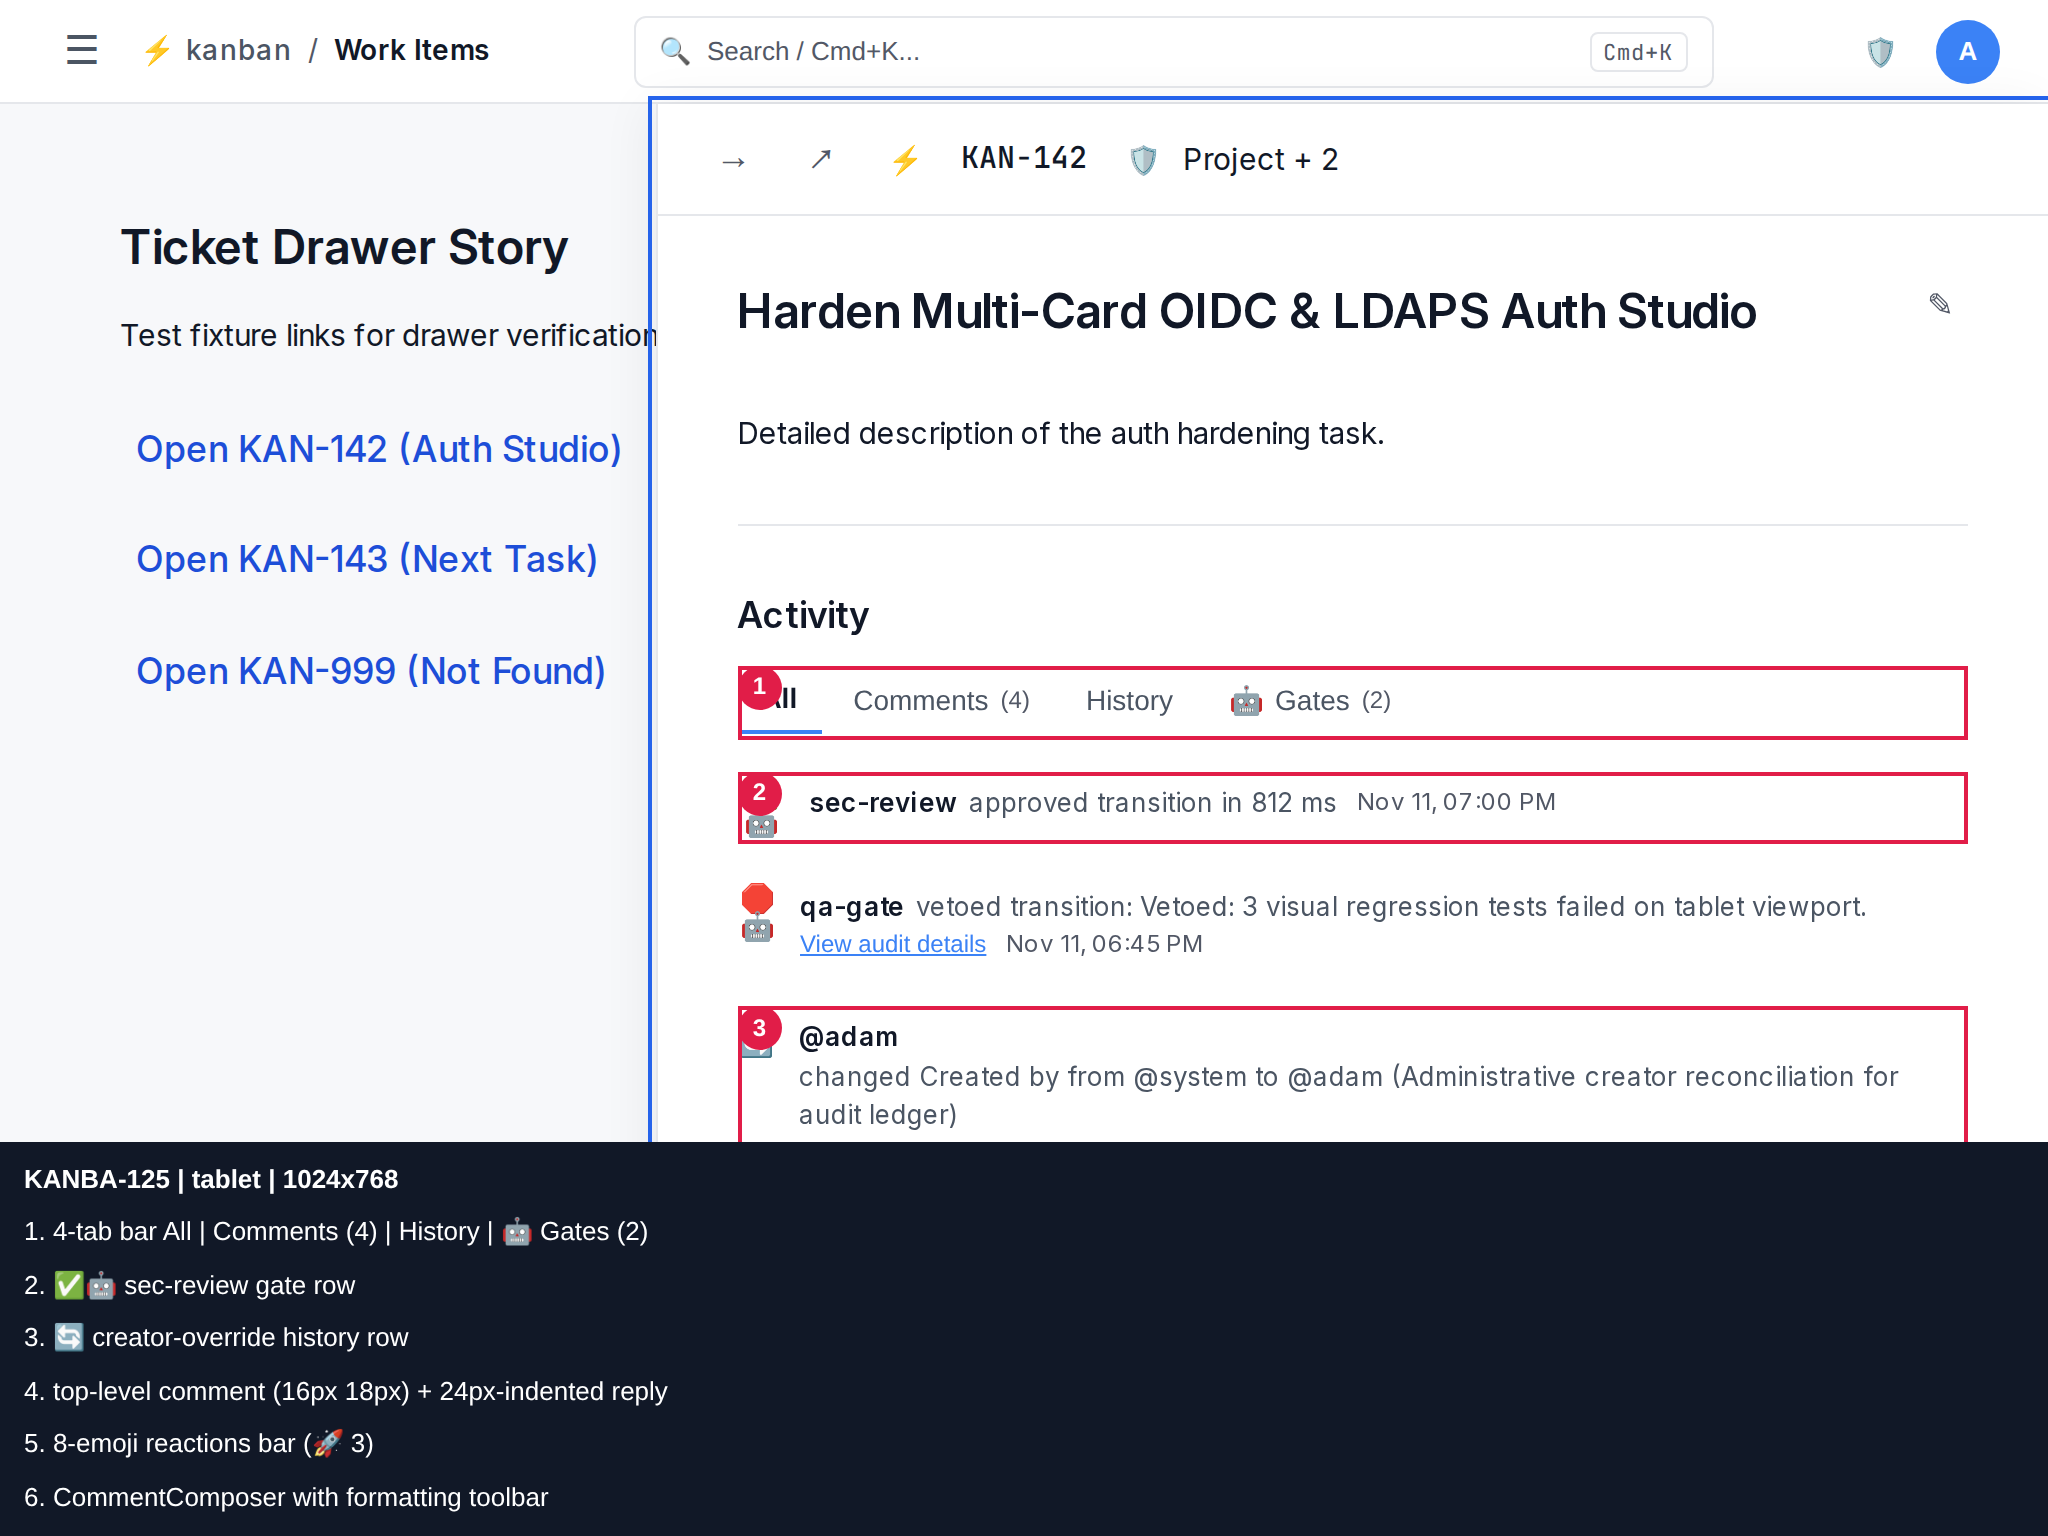 ☰ ⚡ kanban / Work Items
🔍 Search / Cmd+K... Cmd+K
🛡️ A
Ticket Drawer Story
Test fixture links for drawer verification
Open KAN-142 (Auth Studio)
Open KAN-143 (Next Task)
Open KAN-999 (Not Found)
→ ↗ ⚡ KAN-142 🛡️ Project + 2
Harden Multi-Card OIDC & LDAPS Auth Studio ✎
Detailed description of the auth hardening task.
Activity
1 All Comments (4) History 🤖 Gates (2)
2 🤖 sec-review approved transition in 812 ms Nov 11, 07:00 PM
🛑🤖 qa-gate vetoed transition: Vetoed: 3 visual regression tests failed on tablet viewport.
View audit details Nov 11, 06:45 PM
3 @adam
changed Created by from @system to @adam (Administrative creator reconciliation for
audit ledger)
KANBA-125 | tablet | 1024x768
1. 4-tab bar All | Comments (4) | History | 🤖 Gates (2)
2. ✅🤖 sec-review gate row
3. 🔄 creator-override history row
4. top-level comment (16px 18px) + 24px-indented reply
5. 8-emoji reactions bar (🚀 3)
6. CommentComposer with formatting toolbar